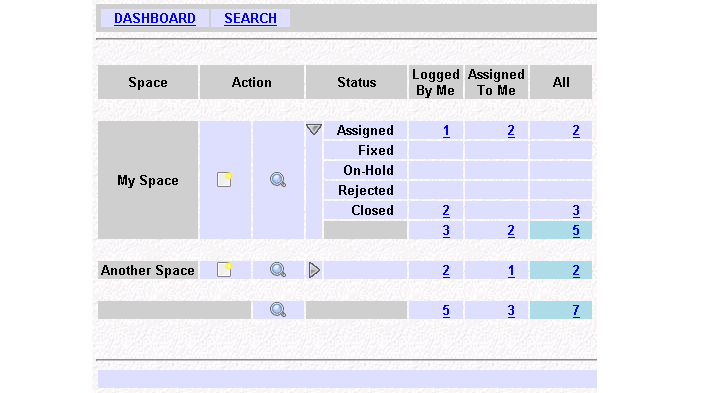 DASHBOARD SEARCH
Space Action Status Logged By Me Assigned To Me All
My Space Assigned 1 2 2
Fixed
On-Hold
Rejected
Closed 2 3
3 2 5
Another Space 2 1 2
5 3 7